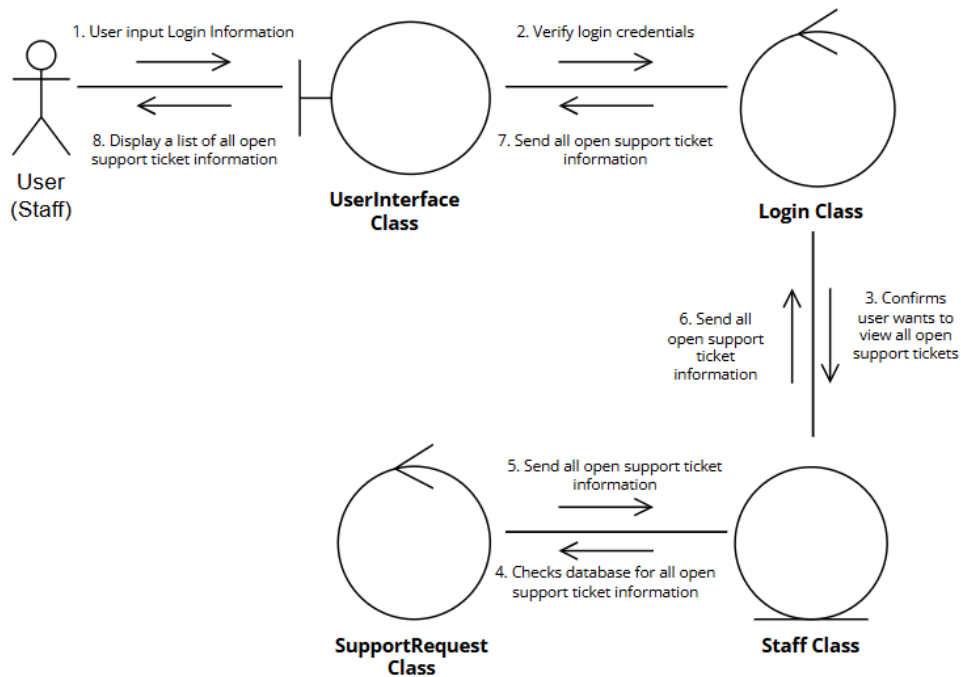 1. User input Login Information
2. Verify login credentials
8. Display a list of all open
support ticket information
7. Send all open support ticket
information
User
(Staff)
UserInterface
Class
Login Class
3. Confirms
user wants to
view all open
support tickets
6. Send all
open support
ticket
information
5. Send all open support ticket
information
4. Checks database for all open
support ticket information
SupportRequest
Class
Staff Class